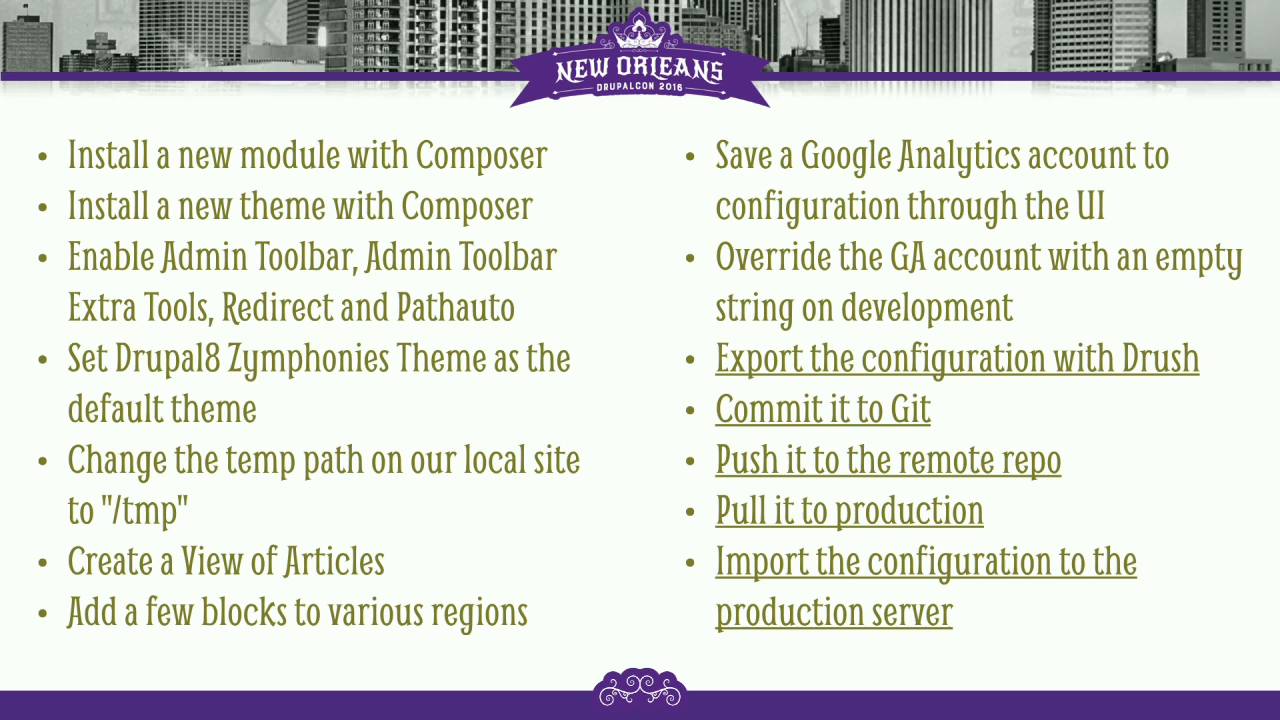 NEW ORLEANS
DRUPALCON 2016
• Install a new module with Composer
• Install a new theme with Composer
• Enable Admin Toolbar, Admin Toolbar
Extra Tools, Redirect and Pathauto
• Set Drupal8 Zymphonies Theme as the
default theme
• Change the temp path on our local site
to "/tmp"
• Create a View of Articles
• Add a few blocks to various regions
• Save a Google Analytics account to
configuration through the UI
• Override the GA account with an empty
string on development
• Export the configuration with Drush
• Commit it to Git
• Push it to the remote repo
• Pull it to production
• Import the configuration to the
production server